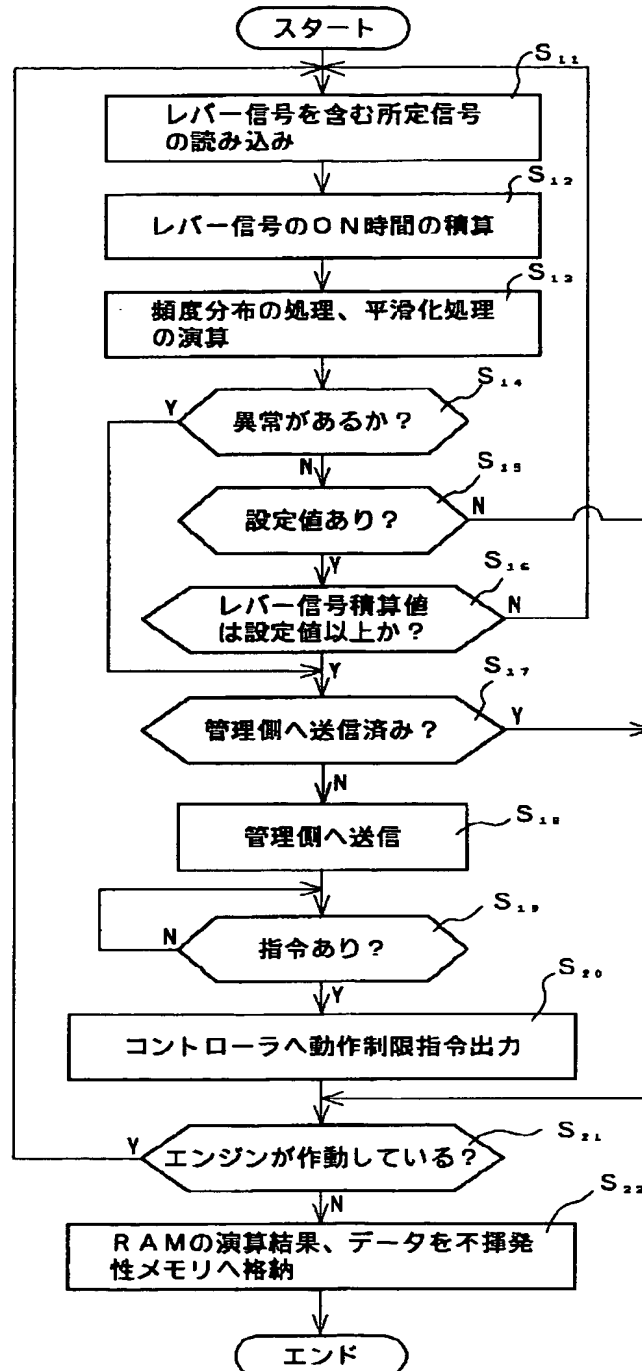 スタート
S₁₁
レバー信号を含む所定信号
の読み込み
S₁₂
レバー信号のON時間の積算
S₁₃
頻度分布の処理、平滑化処理
の演算
S₁₄
Y
異常があるか？
N
S₁₅
設定値あり？
N
Y
S₁₆
レバー信号積算値
は設定値以上か？
N
Y
S₁₇
管理側へ送信済み？
Y
N
S₁₈
管理側へ送信
S₁₉
N
指令あり？
Y
S₂₀
コントローラへ動作制限指令出力
S₂₁
Y
エンジンが作動している？
N
S₂₂
RAMの演算結果、データを不揮発
性メモリへ格納
エンド